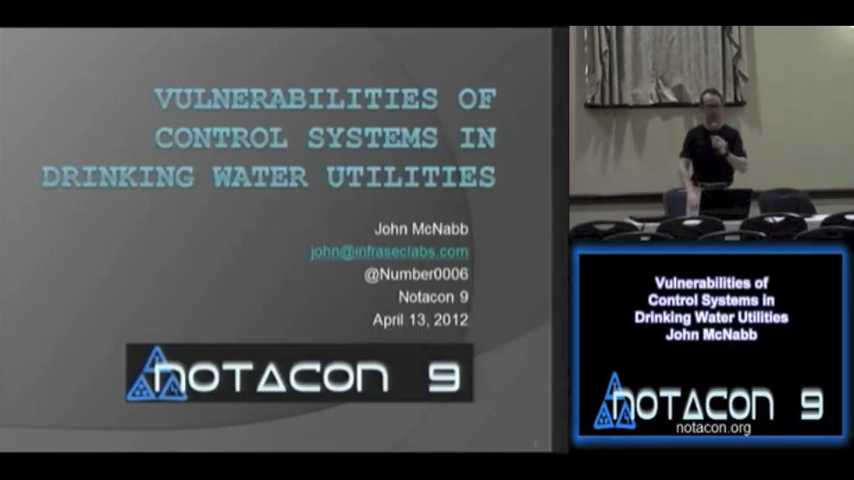 VULNERABILITIES OF
CONTROL SYSTEMS IN
DRINKING WATER UTILITIES
John McNabb
john@infraseclabs.com
@Number0006
Notacon 9
April 13, 2012
NOTACON 9
Vulnerabilities of
Control Systems in
Drinking Water Utilities
John McNabb
NOTACON 9
notacon.org